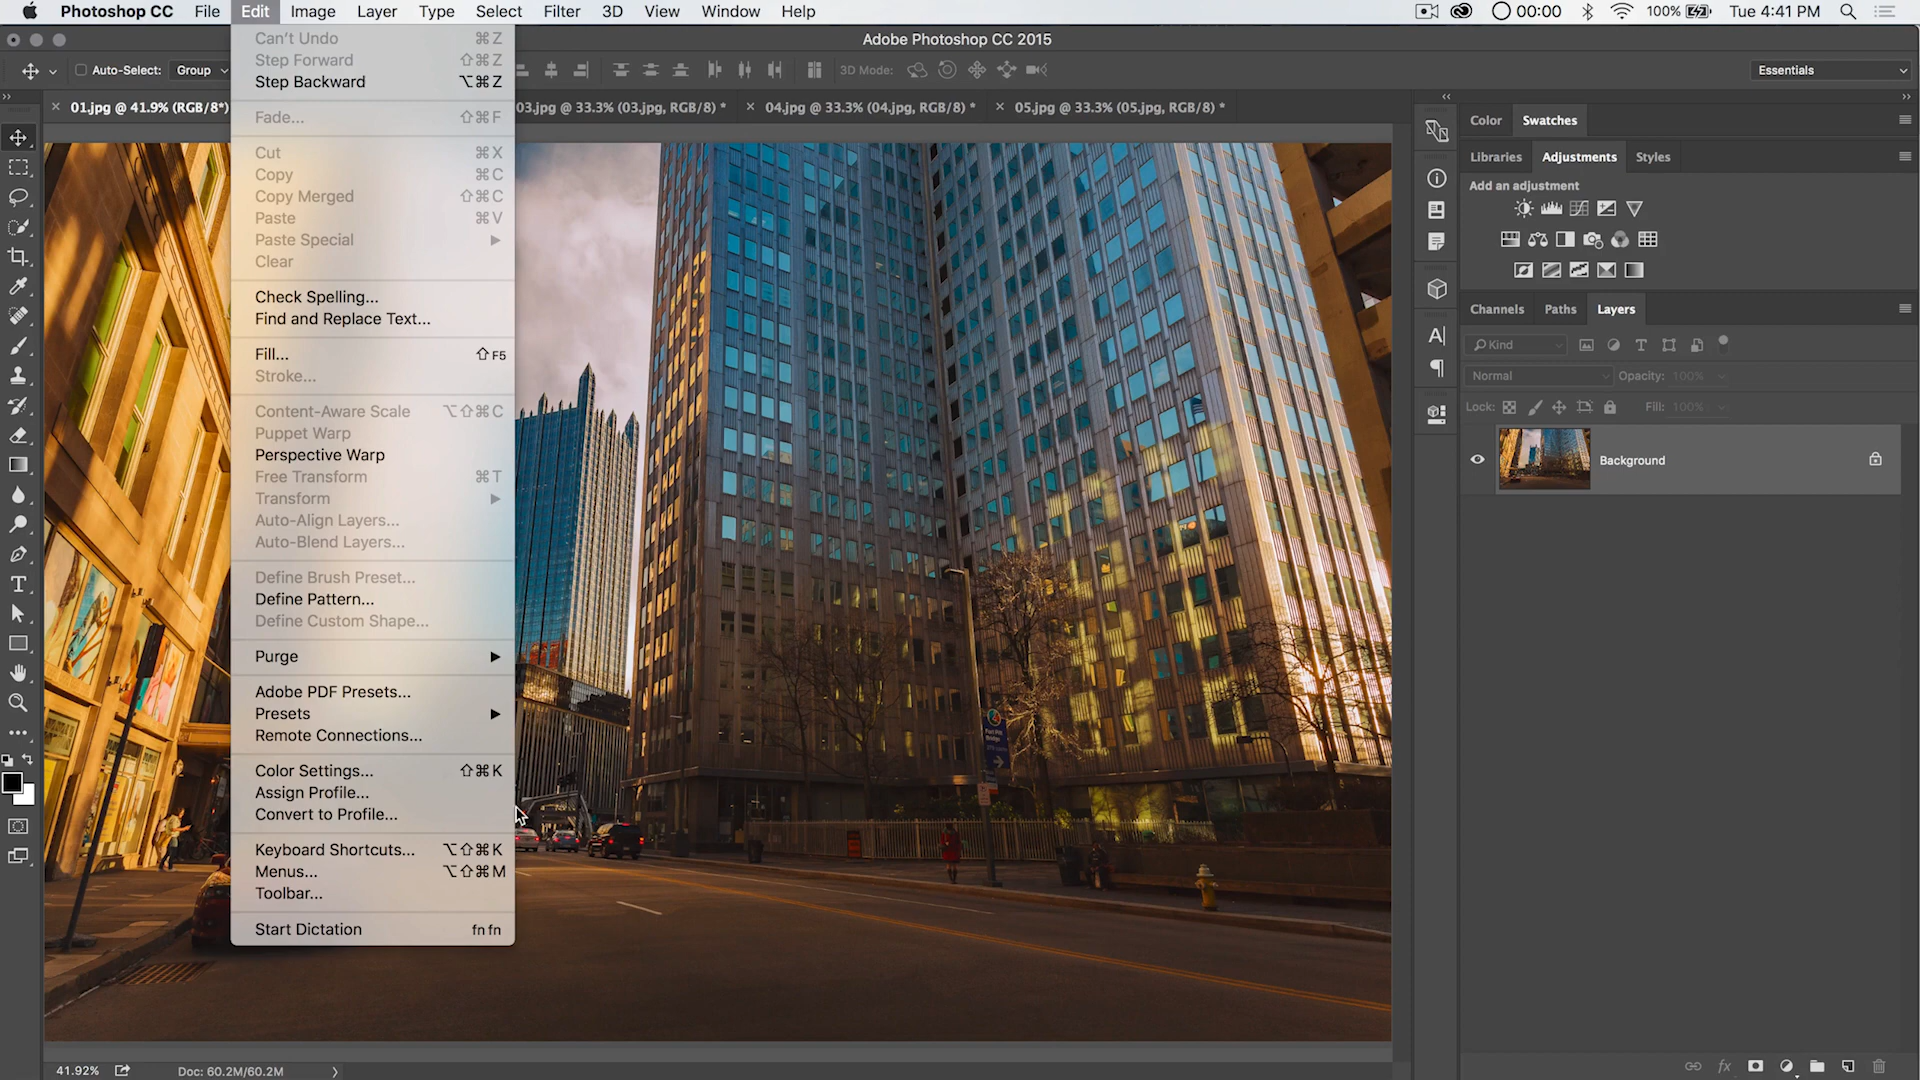 Photoshop CC File Edit Image Layer Type Select Filter 3D View Window Help 00:00 100% Tue 4:41 PM
Adobe Photoshop CC 2015
Auto-Select: Group 3D Mode: Essentials
01.jpg @ 41.9% (RGB/8*) 03.jpg @ 33.3% (03.jpg, RGB/8) * 04.jpg @ 33.3% (04.jpg, RGB/8) * 05.jpg @ 33.3% (05.jpg, RGB/8) *
Can't Undo ⌘Z
Step Forward ⇧⌘Z
Step Backward ⌥⌘Z
Fade... ⇧⌘F
Cut ⌘X
Copy ⌘C
Copy Merged ⇧⌘C
Paste ⌘V
Paste Special
Clear
Check Spelling...
Find and Replace Text...
Fill... ⇧F5
Stroke...
Content-Aware Scale ⌥⇧⌘C
Puppet Warp
Perspective Warp
Free Transform ⌘T
Transform
Auto-Align Layers...
Auto-Blend Layers...
Define Brush Preset...
Define Pattern...
Define Custom Shape...
Purge
Adobe PDF Presets...
Presets
Remote Connections...
Color Settings... ⇧⌘K
Assign Profile...
Convert to Profile...
Keyboard Shortcuts... ⌥⇧⌘K
Menus... ⌥⇧⌘M
Toolbar...
Start Dictation fn fn
Color Swatches
Libraries Adjustments Styles
Add an adjustment
Channels Paths Layers
Kind
Normal Opacity: 100%
Lock: Fill: 100%
Background
fx
41.92% Doc: 60.2M/60.2M